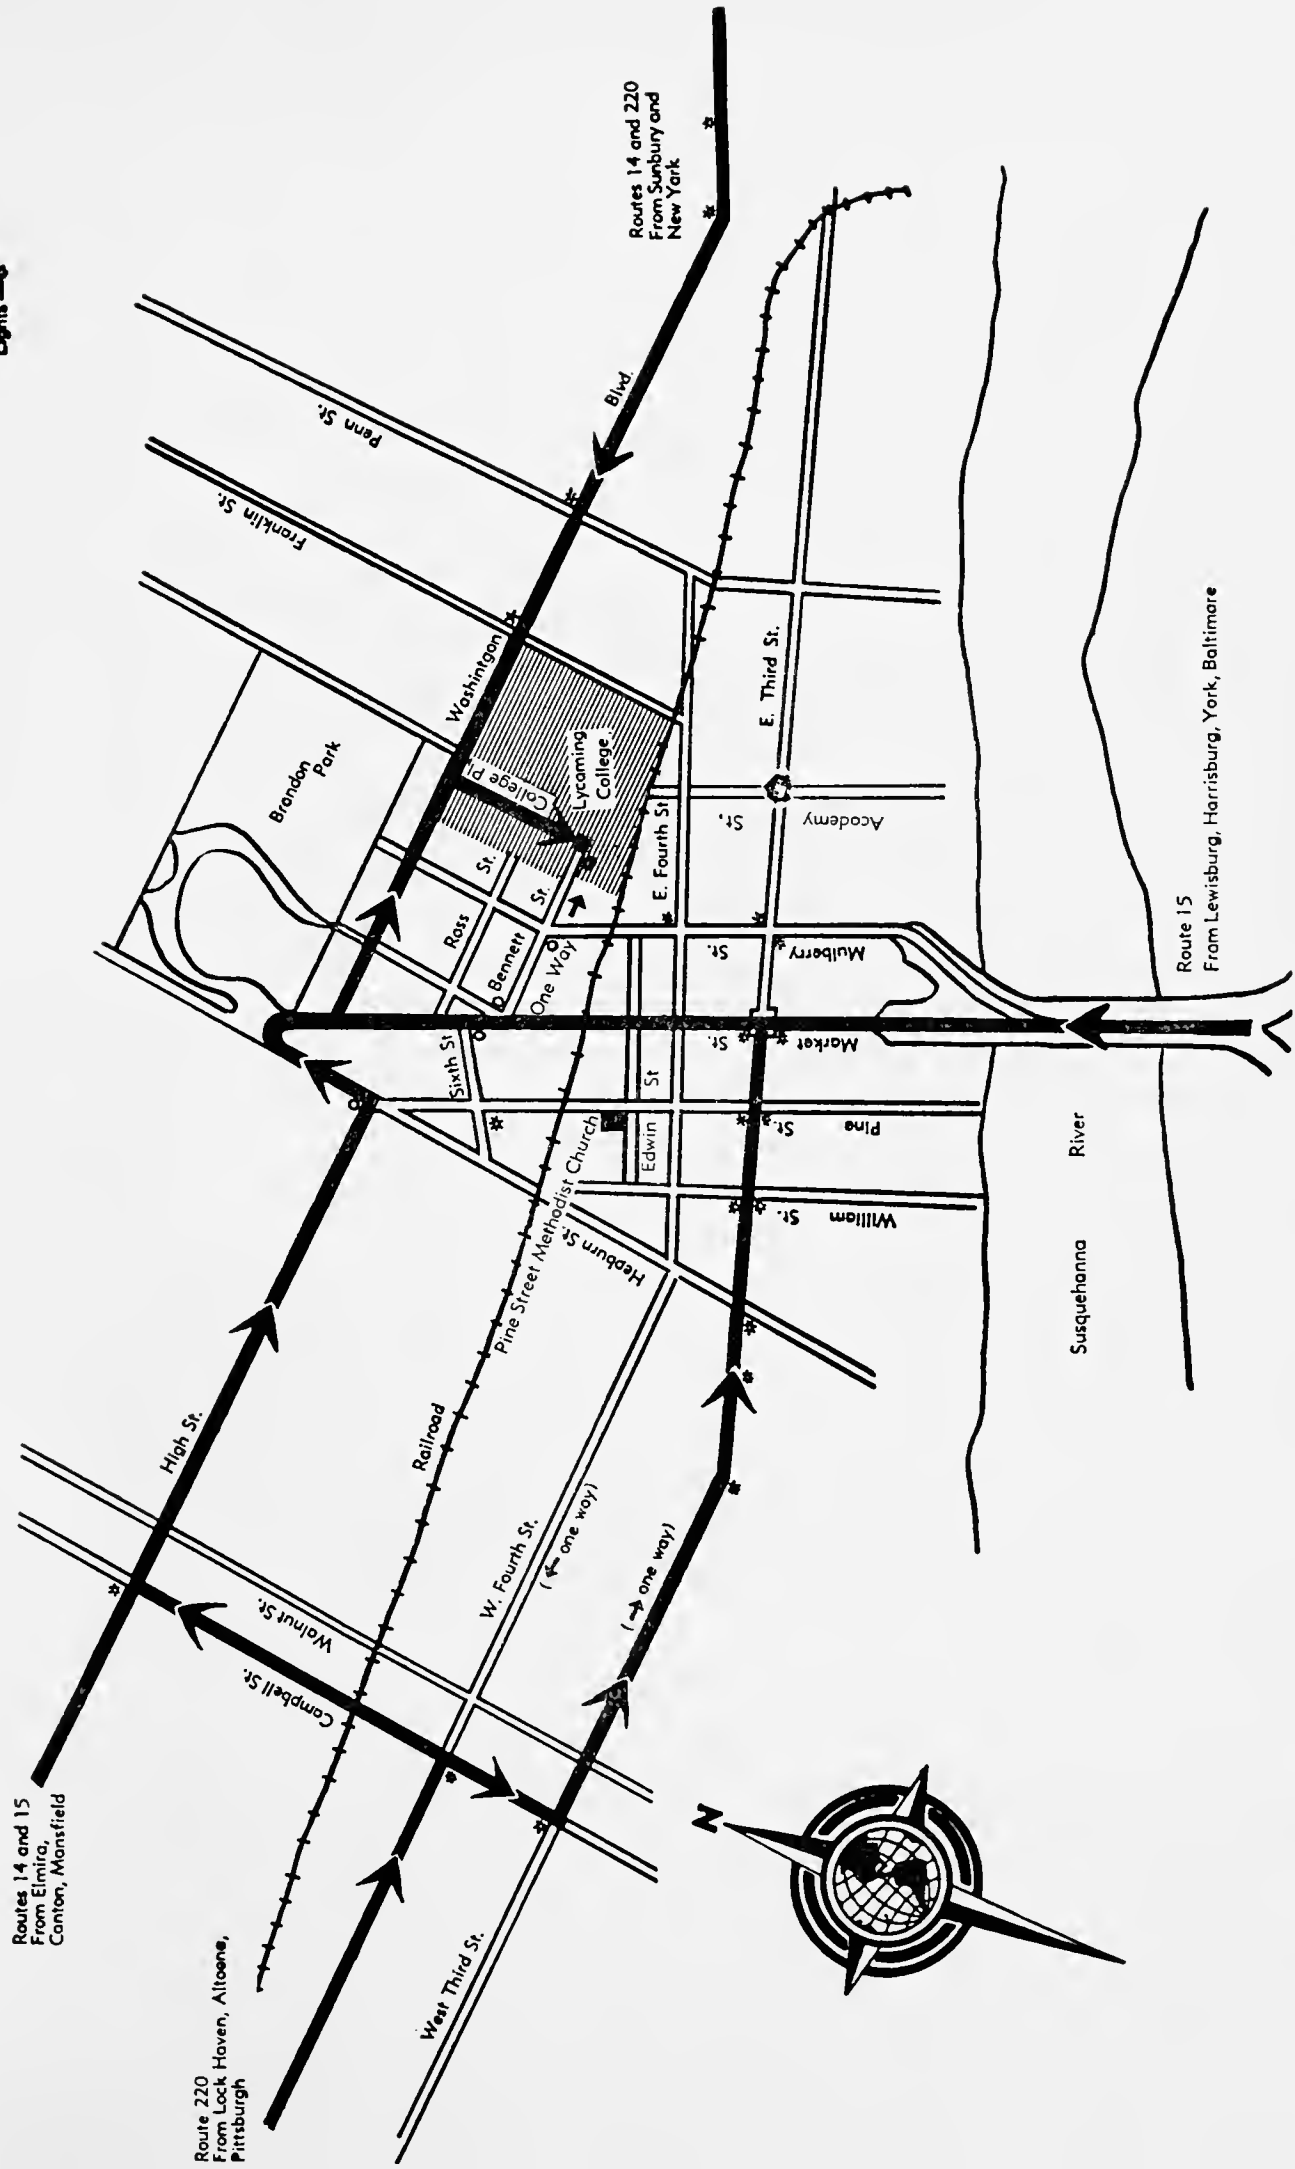 Lights
Routes 14 and 15
From Elmira,
Canton, Mansfield
Route 220
From Lock Haven, Altoona,
Pittsburgh
High St.
Walnut St.
Campbell St.
Railroad
W. Fourth St.
(← one way)
West Third St.
(→ one way)
N
Brandon
Park
Franklin St.
Penn St.
Washintgon
Blvd.
Routes 14 and 220
From Sunbury and
New York
College Pl.
Lycoming
College
Ross
St.
Bennett
St.
One Way
Sixth St
Pine Street Methodist Church
Hepburn St.
Edwin
St
E. Fourth St
E. Third St.
Academy
St.
Mulberry
St.
Market
St.
Pine
St.
William
St.
Susquehanna
River
Route 15
From Lewisburg, Harrisburg, York, Baltimore